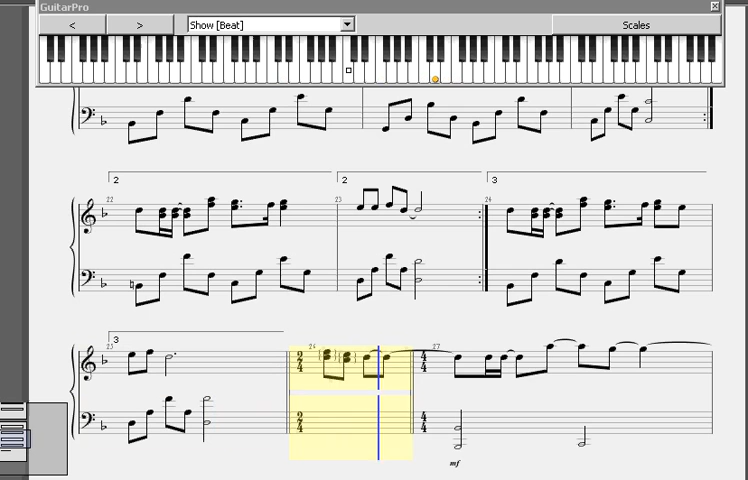 GuitarPro
< > Show [Beat] Scales
2 2 3
22 23 24
3
25 24 27
2 4 4 4
2 4 4 4
mf